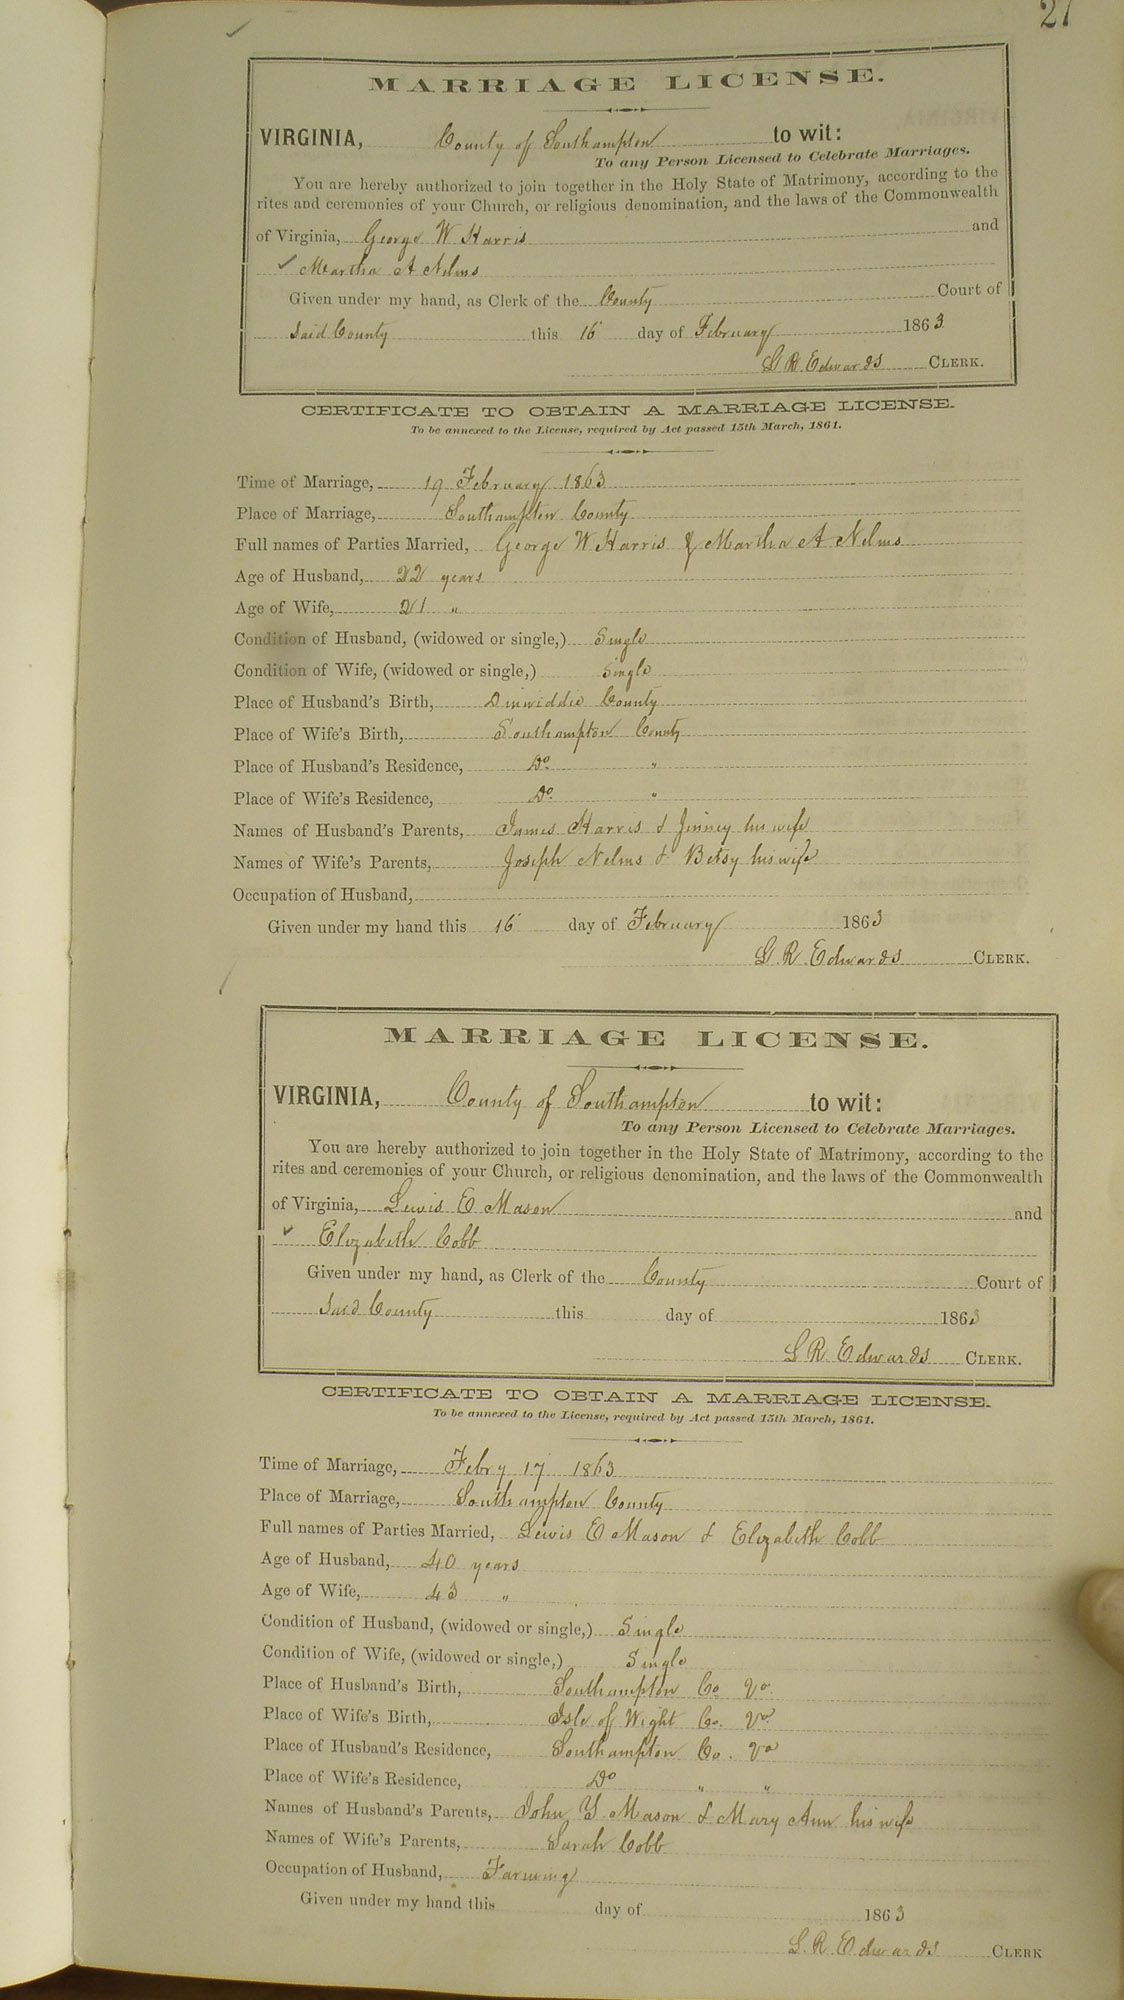 27
MARRIAGE LICENSE.
VIRGINIA, County of Southampton to wit:
To any Person Licensed to Celebrate Marriages.
You are hereby authorized to join together in the Holy State of Matrimony, according to the
rites and ceremonies of your Church, or religious denomination, and the laws of the Commonwealth
of Virginia, George W Harris and
Martha A Nelms
Given under my hand, as Clerk of the County Court of
said County this 16 day of February 1863
L R Edwards CLERK.
CERTIFICATE TO OBTAIN A MARRIAGE LICENSE.
To be annexed to the License, required by Act passed 15th March, 1861.
Time of Marriage, 19 February 1863
Place of Marriage, Southampton County
Full names of Parties Married, George W Harris & Martha A Nelms
Age of Husband, 22 years
Age of Wife, 21 "
Condition of Husband, (widowed or single,) Single
Condition of Wife, (widowed or single,) Single
Place of Husband's Birth, Dinwiddie County
Place of Wife's Birth, Southampton County
Place of Husband's Residence, Do "
Place of Wife's Residence, Do "
Names of Husband's Parents, James Harris & Jinney his wife
Names of Wife's Parents, Joseph Nelms & Betsy his wife
Occupation of Husband,
Given under my hand this 16 day of February 1863
L. R. Edwards CLERK.
MARRIAGE LICENSE.
VIRGINIA, County of Southampton to wit:
To any Person Licensed to Celebrate Marriages.
You are hereby authorized to join together in the Holy State of Matrimony, according to the
rites and ceremonies of your Church, or religious denomination, and the laws of the Commonwealth
of Virginia, Lewis E Mason and
Elizabeth Cobb
Given under my hand, as Clerk of the County Court of
said County this day of 1863
L R. Edwards CLERK.
CERTIFICATE TO OBTAIN A MARRIAGE LICENSE.
To be annexed to the License, required by Act passed 15th March, 1861.
Time of Marriage, Febry 17 1863
Place of Marriage, Southampton County
Full names of Parties Married, Lewis E Mason & Elizabeth Cobb
Age of Husband, 40 years
Age of Wife, 43 "
Condition of Husband, (widowed or single,) Single
Condition of Wife, (widowed or single,) Single
Place of Husband's Birth, Southampton Co Va.
Place of Wife's Birth, Isle of Wight Co. Va
Place of Husband's Residence, Southampton Co. Va
Place of Wife's Residence, Do " "
Names of Husband's Parents, John Y. Mason & Mary Ann his wife
Names of Wife's Parents, Sarah Cobb
Occupation of Husband, Farming
Given under my hand this day of 1863
L. R. Edwards CLERK